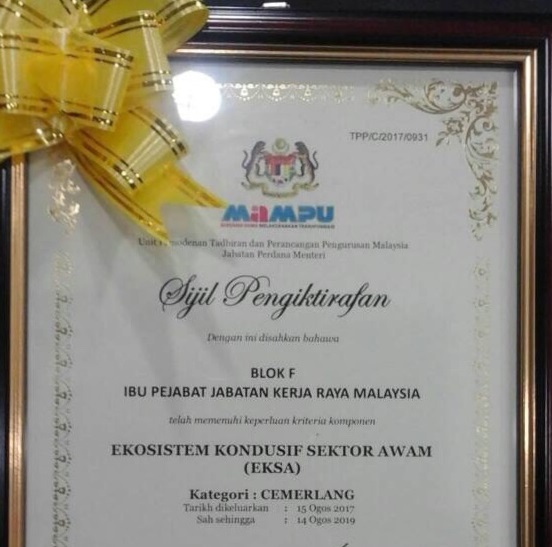 TPP/C/2017/0931
MAMPU
Unit Pemodenan Tadbiran dan Perancangan Pengurusan Malaysia
Jabatan Perdana Menteri
Sijil Pengiktirafan
Dengan ini disahkan bahawa
BLOK F
IBU PEJABAT JABATAN KERJA RAYA MALAYSIA
telah memenuhi keperluan kriteria komponen
EKOSISTEM KONDUSIF SEKTOR AWAM
(EKSA)
Kategori : CEMERLANG
Tarikh dikeluarkan : 15 Ogos 2017
Sah sehingga : 14 Ogos 2019